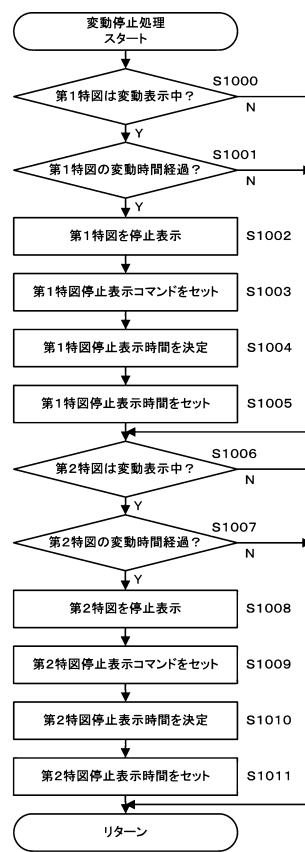 変動停止処理
スタート
S1000
第1特図は変動表示中？
N
Y
S1001
第1特図の変動時間経過？
N
Y
第1特図を停止表示
S1002
第1特図停止表示コマンドをセット
S1003
第1特図停止表示時間を決定
S1004
第1特図停止表示時間をセット
S1005
S1006
第2特図は変動表示中？
N
Y
S1007
第2特図の変動時間経過？
N
Y
第2特図を停止表示
S1008
第2特図停止表示コマンドをセット
S1009
第2特図停止表示時間を決定
S1010
第2特図停止表示時間をセット
S1011
リターン